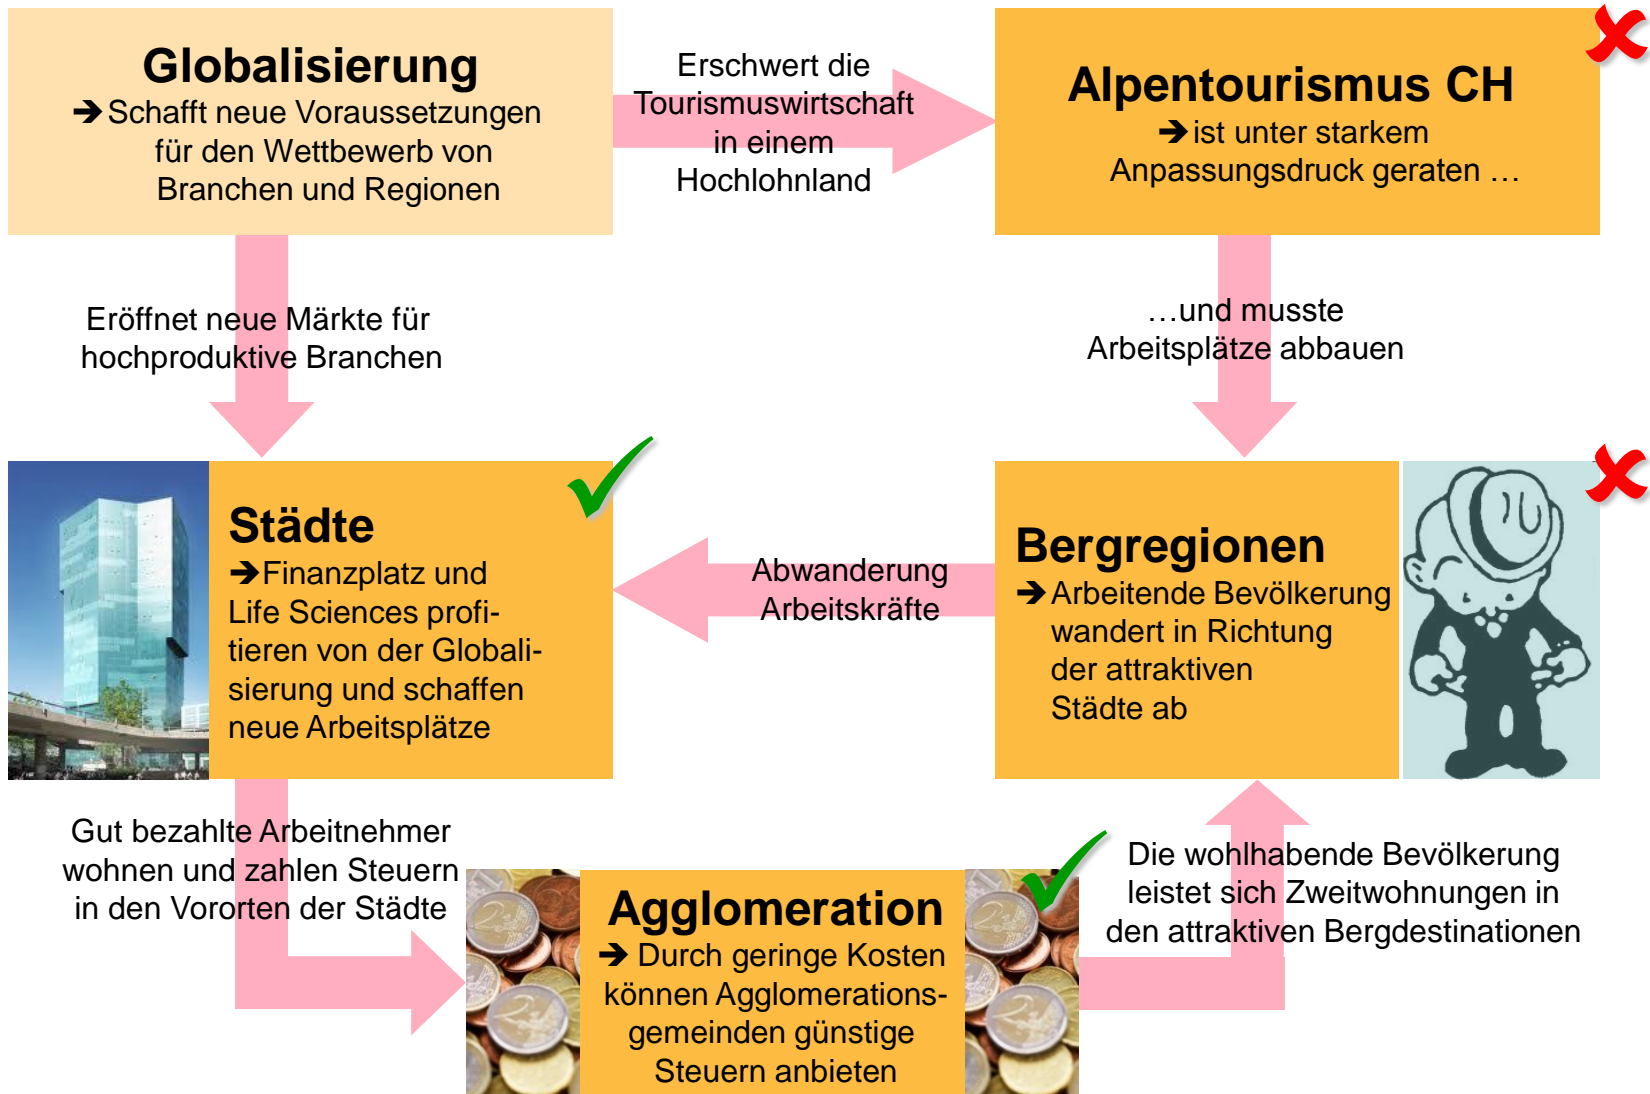 Globalisierung
➔ Schafft neue Voraussetzungen
für den Wettbewerb von
Branchen und Regionen
Erschwert die
Tourismuswirtschaft
in einem
Hochlohnland
Alpentourismus CH
➔ ist unter starkem
Anpassungsdruck geraten …
Eröffnet neue Märkte für
hochproduktive Branchen
…und musste
Arbeitsplätze abbauen
Städte
➔Finanzplatz und
Life Sciences profi-
tieren von der Globali-
sierung und schaffen
neue Arbeitsplätze
Abwanderung
Arbeitskräfte
Bergregionen
➔ Arbeitende Bevölkerung
wandert in Richtung
der attraktiven
Städte ab
Gut bezahlte Arbeitnehmer
wohnen und zahlen Steuern
in den Vororten der Städte
Agglomeration
➔ Durch geringe Kosten
können Agglomerations-
gemeinden günstige
Steuern anbieten
Die wohlhabende Bevölkerung
leistet sich Zweitwohnungen in
den attraktiven Bergdestinationen